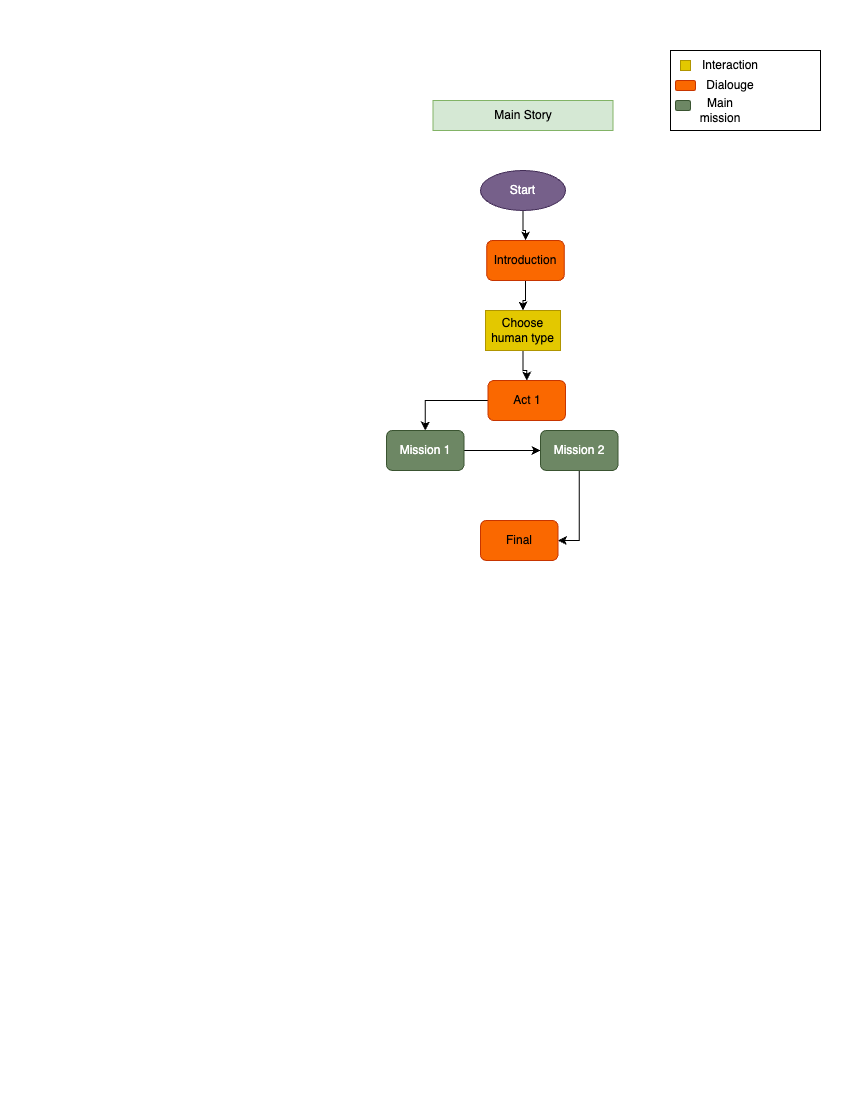 Interaction
Dialouge
Main
mission
Main Story
Start
Introduction
Choose
human type
Act 1
Mission 1
Mission 2
Final